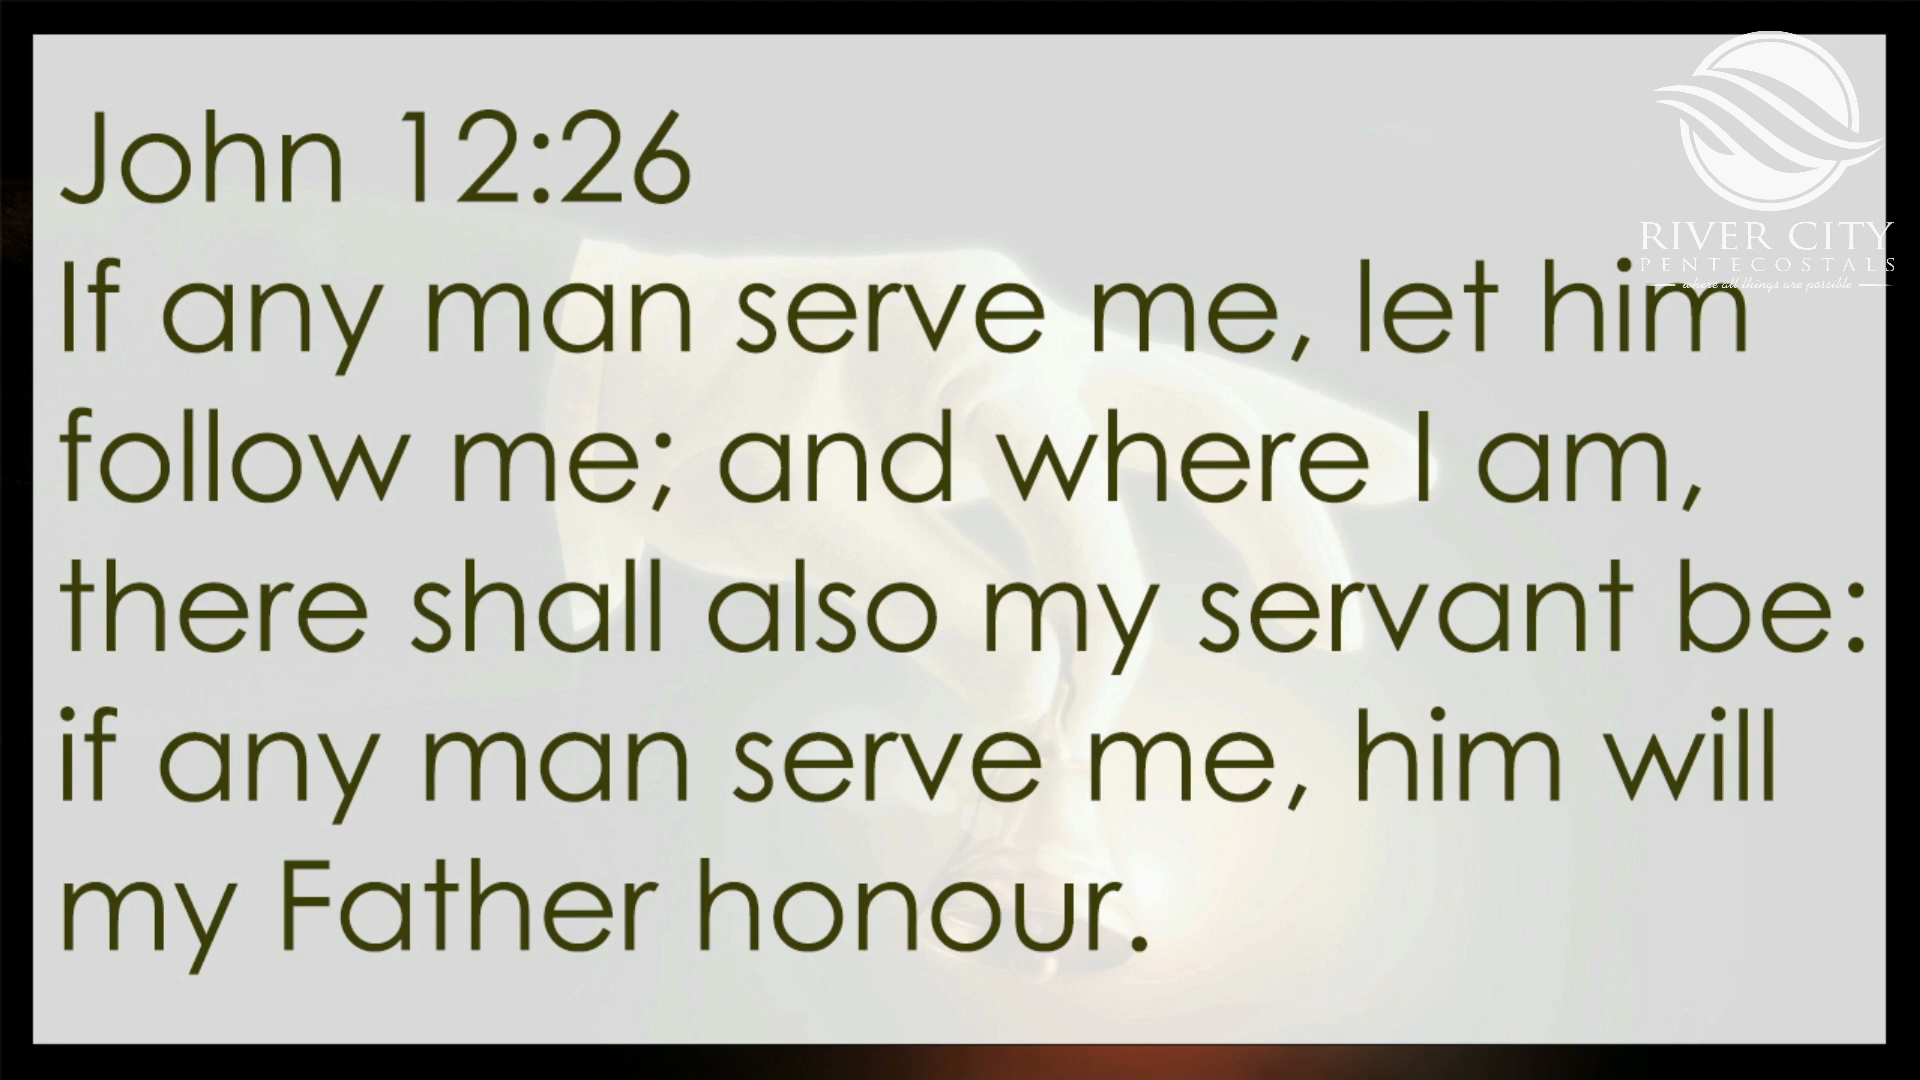 John 12:26
If any man serve me, let him
follow me; and where I am,
there shall also my servant be:
if any man serve me, him will
my Father honour.
RIVER CITY
PENTECOSTALS
where all things are possible